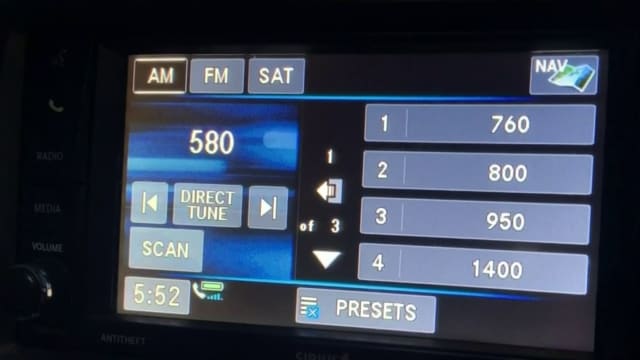 AM FM SAT NAV
580
1 760
2 800
3 950
4 1400
1
of 3
DIRECT
TUNE
SCAN
5:52
PRESETS
RADIO
MEDIA
VOLUME
ANTITHEFT